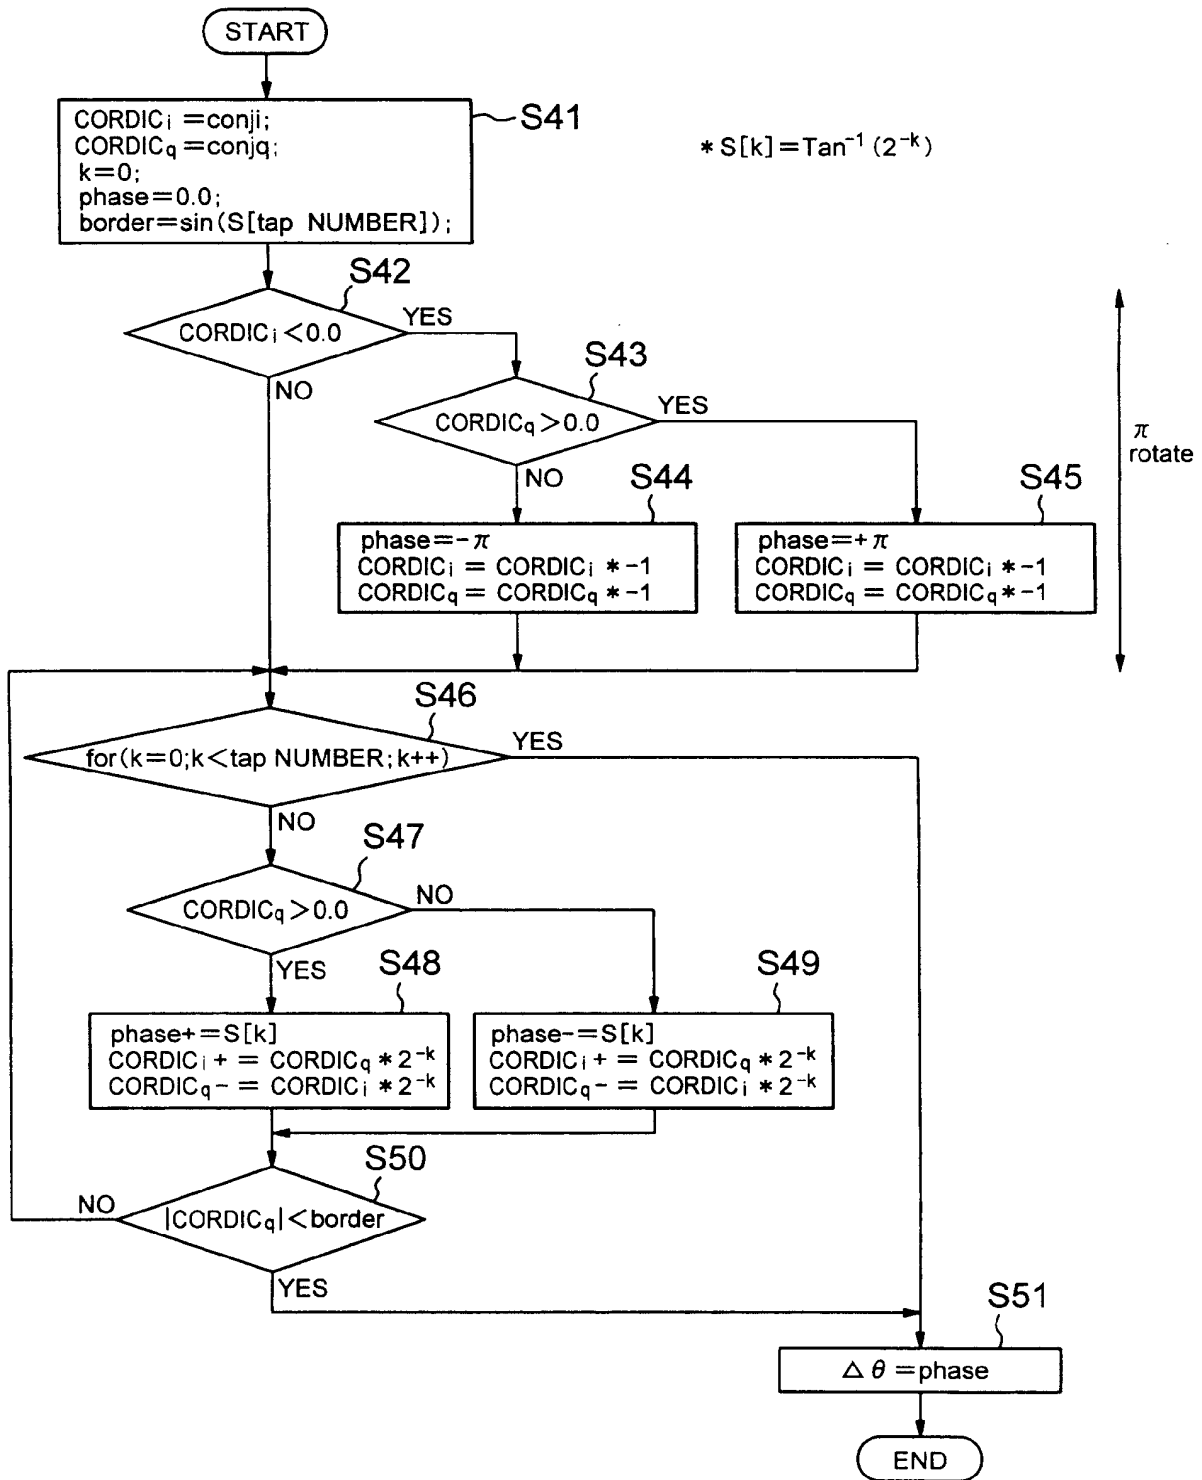 START
S41
CORDICi =conji;
CORDICq =conjq;
k=0;
phase=0.0;
border=sin(S[tap NUMBER]);
*S[k]=Tan⁻¹(2⁻ᵏ)
S42
CORDICi<0.0
YES
NO
S43
CORDICq>0.0
YES
NO
π
rotate
S44
phase=-π
CORDICi = CORDICi *-1
CORDICq = CORDICq *-1
S45
phase=+π
CORDICi = CORDICi *-1
CORDICq = CORDICq *-1
S46
for(k=0;k<tap NUMBER;k++)
YES
NO
S47
CORDICq>0.0
NO
YES
S48
phase+=S[k]
CORDICi+ = CORDICq *2⁻ᵏ
CORDICq- = CORDICi *2⁻ᵏ
S49
phase-=S[k]
CORDICi+ = CORDICq *2⁻ᵏ
CORDICq- = CORDICi *2⁻ᵏ
S50
|CORDICq|<border
NO
YES
S51
△θ=phase
END